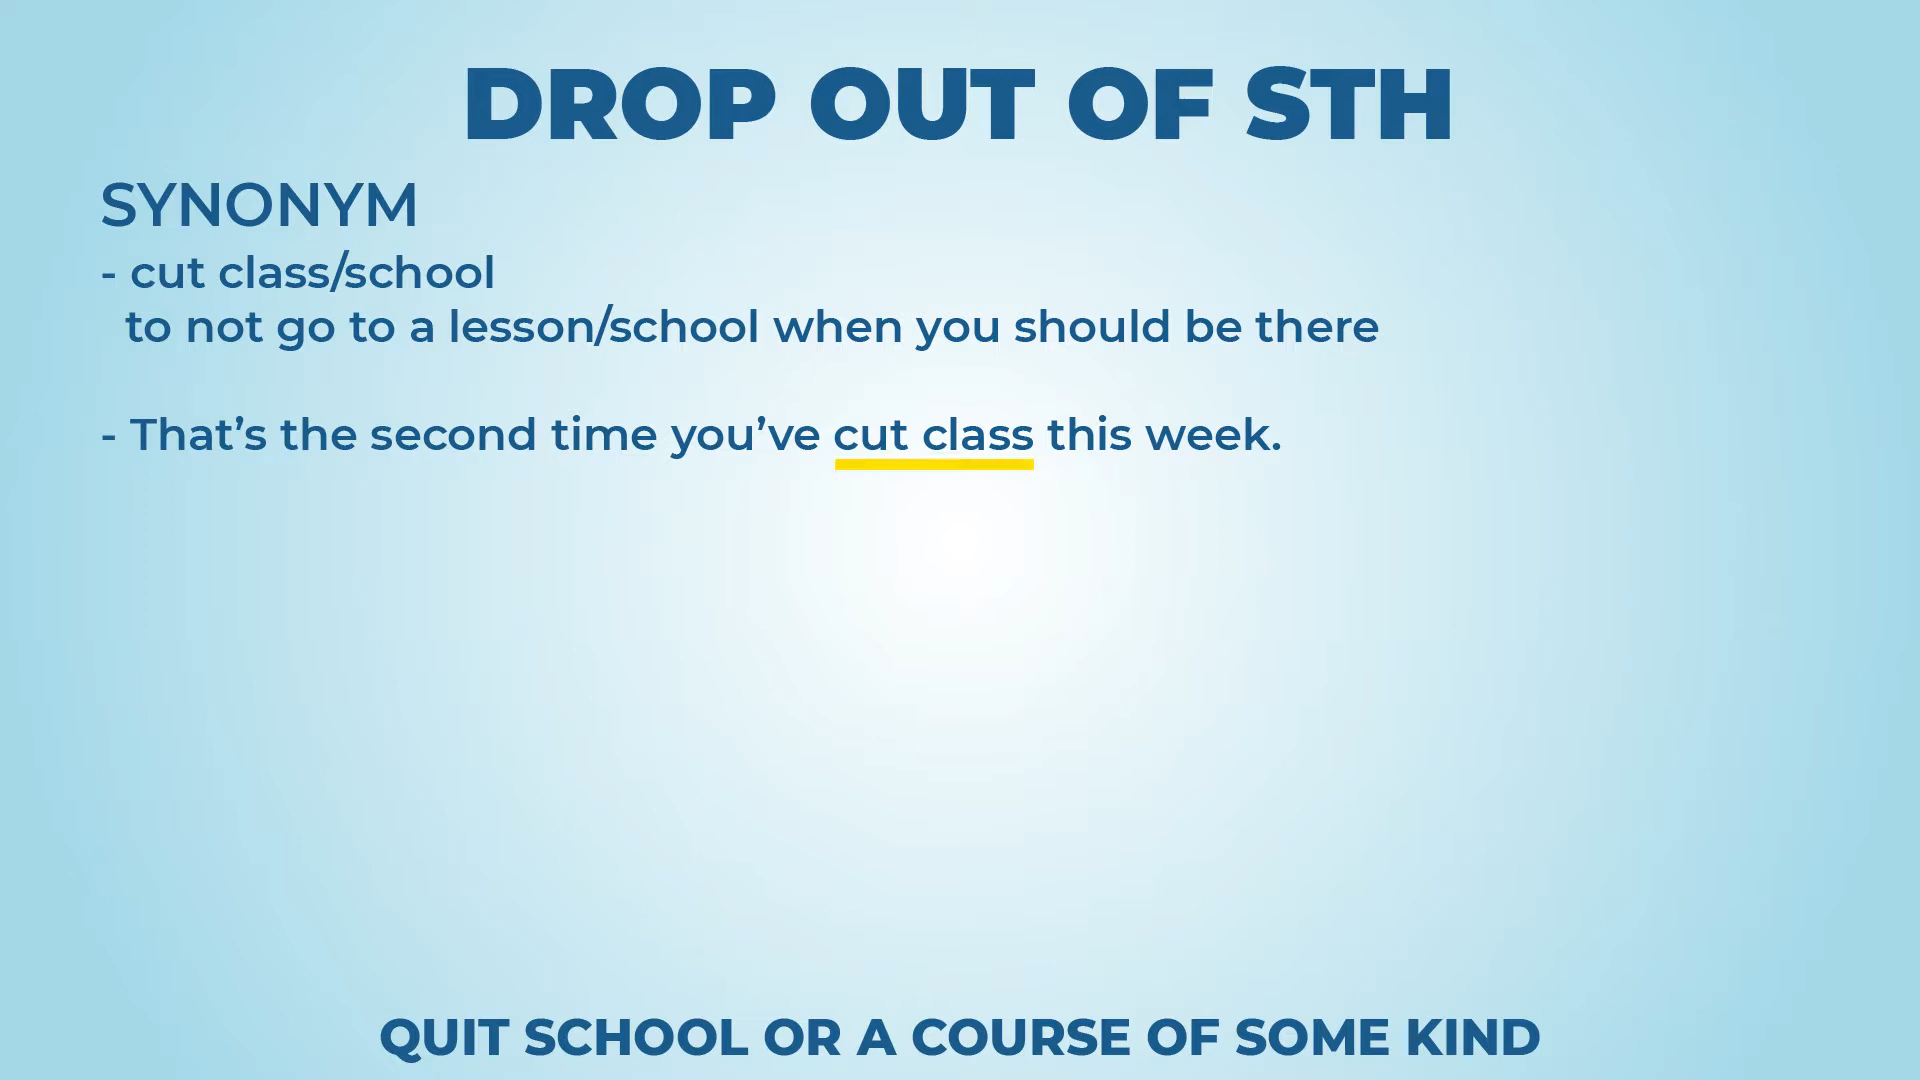 DROP OUT OF STH
SYNONYM
- cut class/school
to not go to a lesson/school when you should be there
- That’s the second time you’ve cut class this week.
QUIT SCHOOL OR A COURSE OF SOME KIND